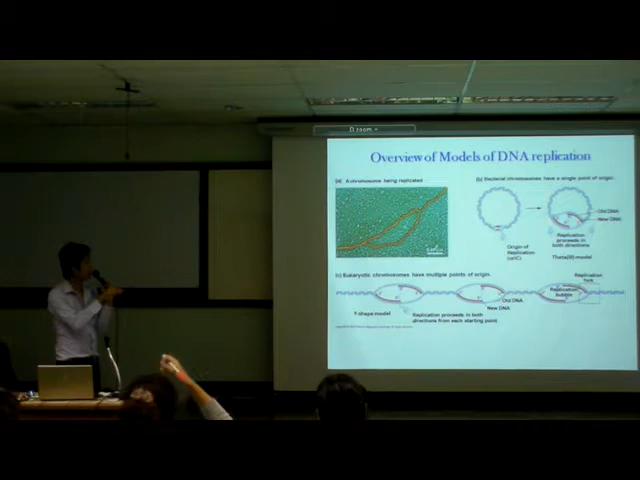 Overview of Models of DNA replication
(a) A chromosome being replicated
(b) Bacterial chromosomes have a single point of origin.
Old DNA
New DNA
Replication proceeds in both directions
Origin of Replication (oriC)
Theta(θ) model
(c) Eukaryotic chromosomes have multiple points of origin.
Replication fork
Replication bubble
Old DNA
New DNA
Y-shape model
Replication proceeds in both
directions from each starting point